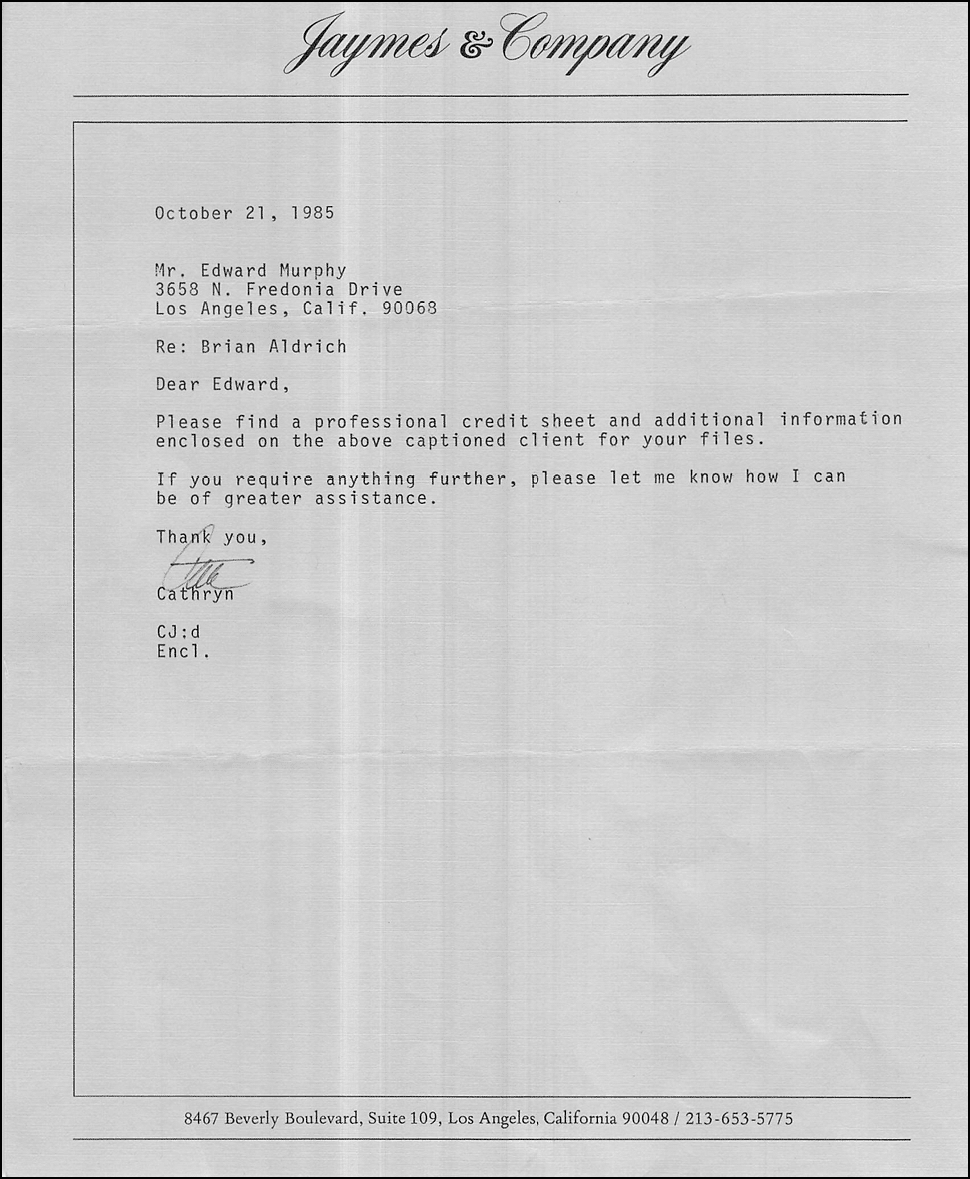 Jaymes & Company
October 21, 1985
Mr. Edward Murphy
3658 N. Fredonia Drive
Los Angeles, Calif. 90068
Re: Brian Aldrich
Dear Edward,
Please find a professional credit sheet and additional information
enclosed on the above captioned client for your files.
If you require anything further, please let me know how I can
be of greater assistance.
Thank you,
Cathryn
CJ:d
Encl.
8467 Beverly Boulevard, Suite 109, Los Angeles, California 90048 / 213-653-5775